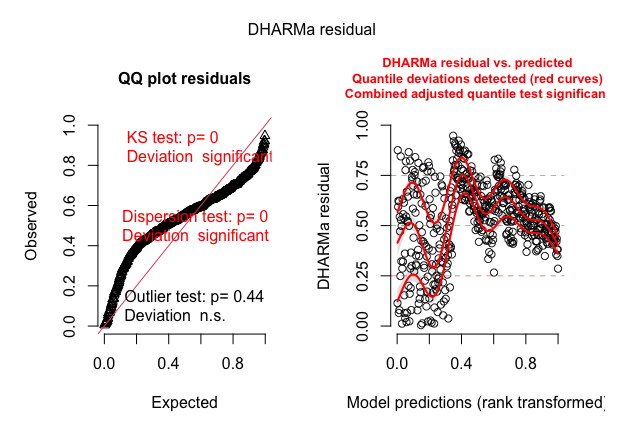 DHARMa residual
QQ plot residuals
KS test: p= 0
Deviation  significant
Dispersion test: p= 0
Deviation  significant
Outlier test: p= 0.44
Deviation  n.s.
Observed
0.0 0.2 0.4 0.6 0.8 1.0
0.0 0.4 0.8
Expected
DHARMa residual vs. predicted
Quantile deviations detected (red curves)
Combined adjusted quantile test significan
DHARMa residual
0.00 0.25 0.50 0.75 1.00
0.0 0.4 0.8
Model predictions (rank transformed)